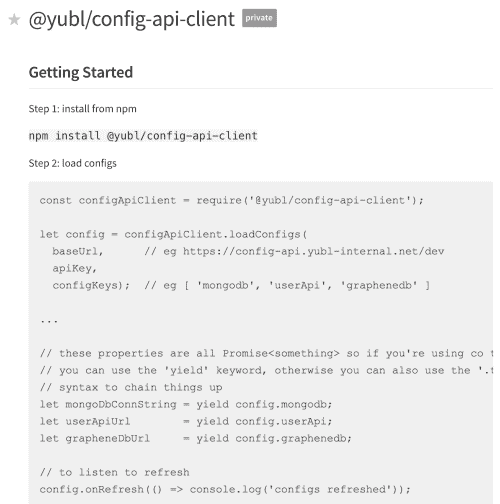 @yubl/config-api-client private
Getting Started
Step 1: install from npm
npm install @yubl/config-api-client
Step 2: load configs
const configApiClient = require('@yubl/config-api-client');
let config = configApiClient.loadConfigs(
baseUrl, // eg https://config-api.yubl-internal.net/dev
apiKey,
configKeys); // eg [ 'mongodb', 'userApi', 'graphenedb' ]
...
// these properties are all Promise<something> so if you're using co
// you can use the 'yield' keyword, otherwise you can also use the '.
// syntax to chain things up
let mongoDbConnString = yield config.mongodb;
let userApiUrl = yield config.userApi;
let grapheneDbUrl = yield config.graphenedb;
// to listen to refresh
config.onRefresh(() => console.log('configs refreshed'));